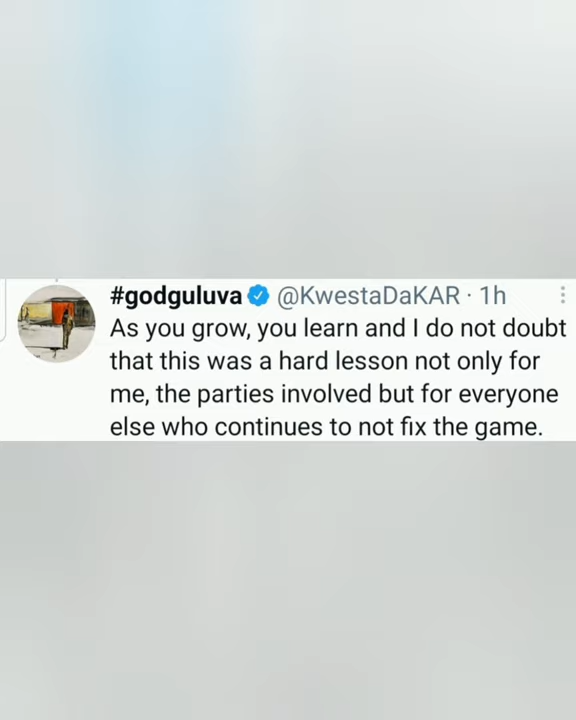 #godguluva @KwestaDaKAR · 1h
As you grow, you learn and I do not doubt
that this was a hard lesson not only for
me, the parties involved but for everyone
else who continues to not fix the game.